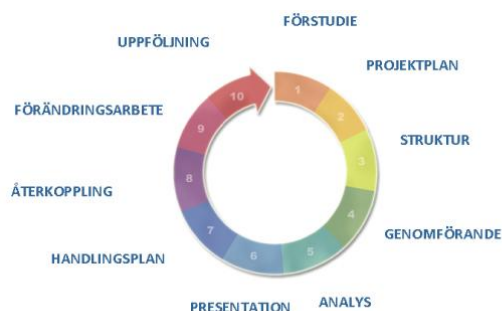 FÖRSTUDIE
1
PROJEKTPLAN
2
STRUKTUR
3
GENOMFÖRANDE
4
ANALYS
5
PRESENTATION
6
HANDLINGSPLAN
7
ÅTERKOPPLING
8
FÖRÄNDRINGSARBETE
9
UPPFÖLJNING
10